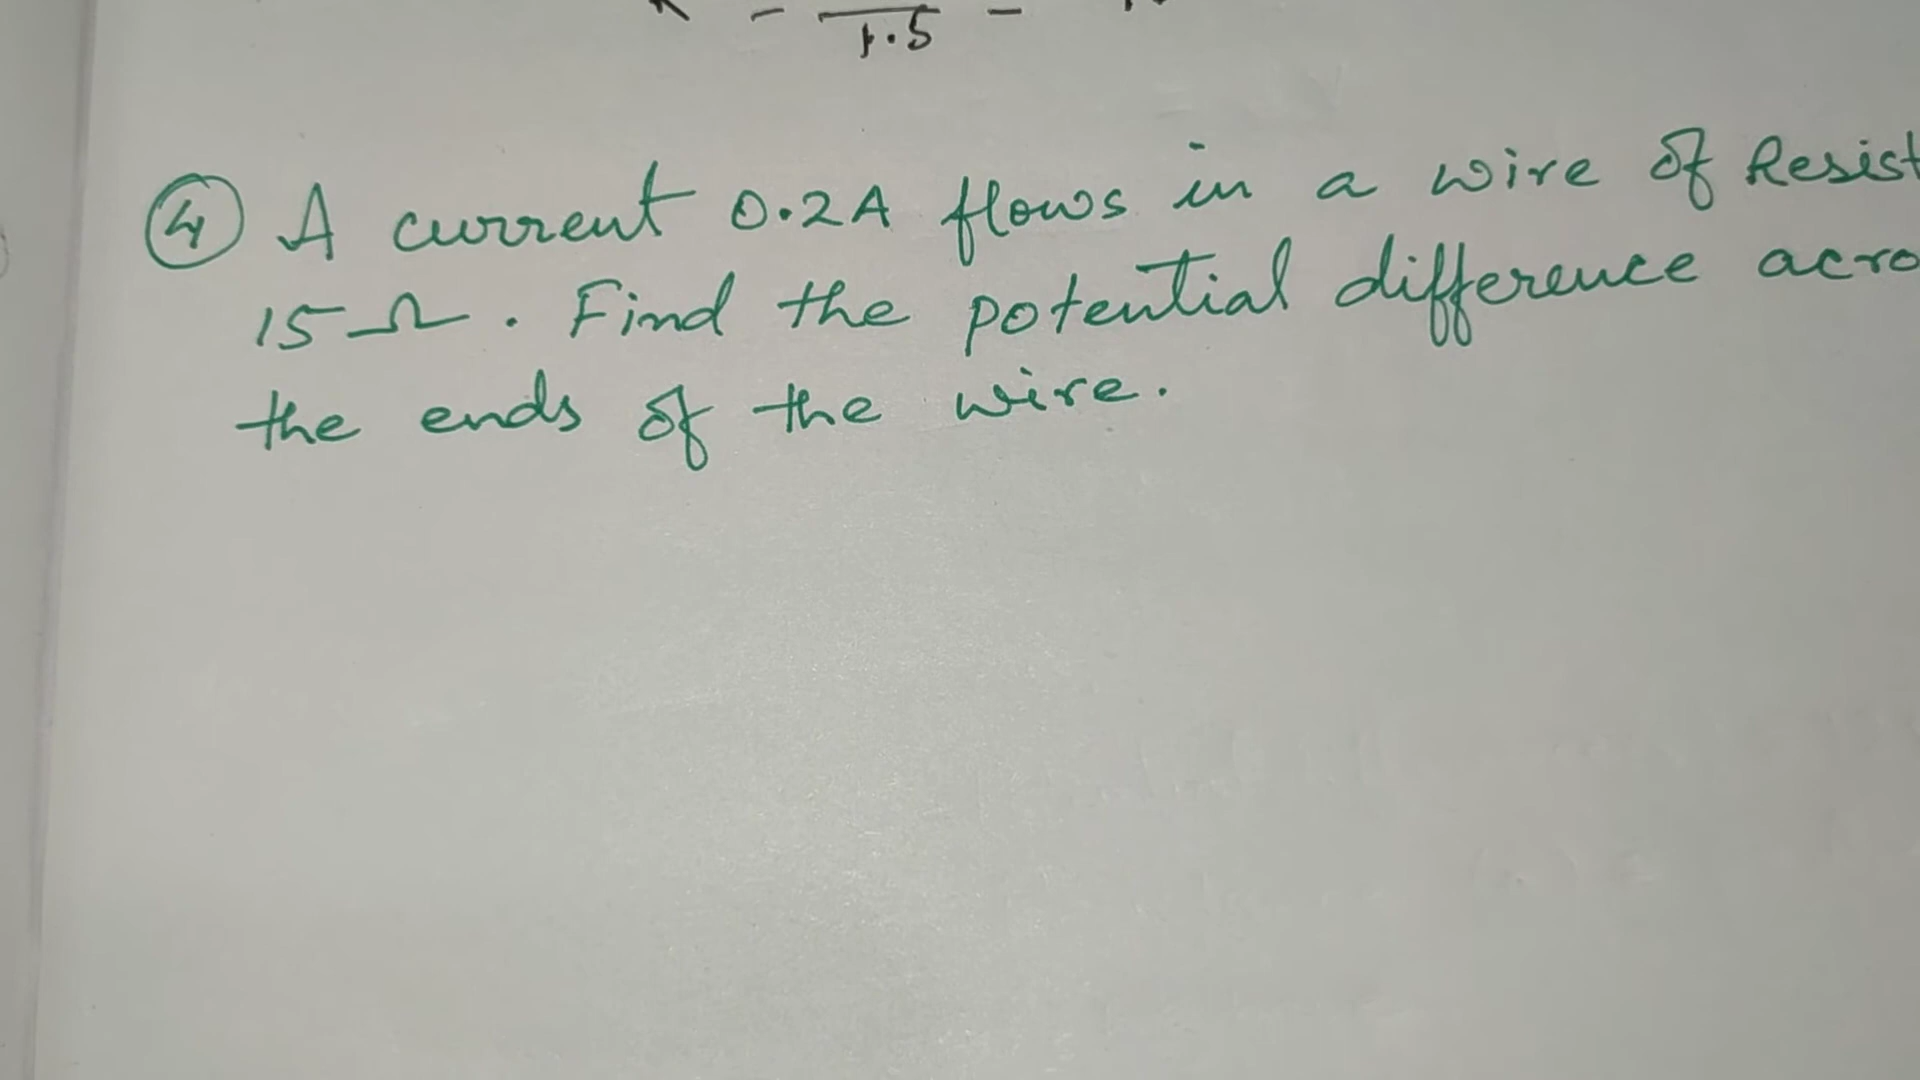 1.5
④ A current 0.2A flows in a wire of Resist
15Ω. Find the potential difference acro
the ends of the wire.